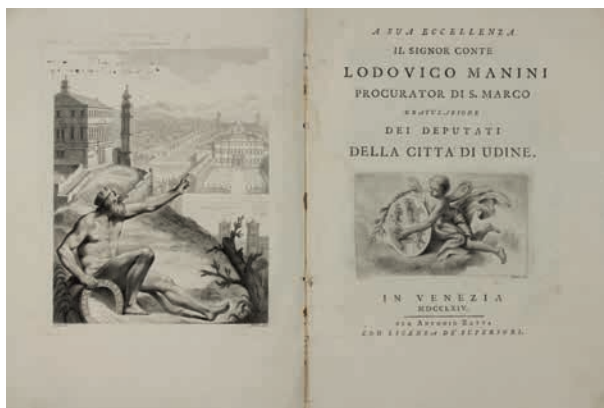 A SUA ECCELLENZA
IL SIGNOR CONTE
LODOVICO MANINI
PROCURATOR DI S. MARCO
GRATULAZIONE
DEI DEPUTATI
DELLA CITTA DI UDINE.
IN VENEZIA
MDCCLXIV.
PER ANTONIO ZATTA
CON LICENZA DE' SUPERIORI.